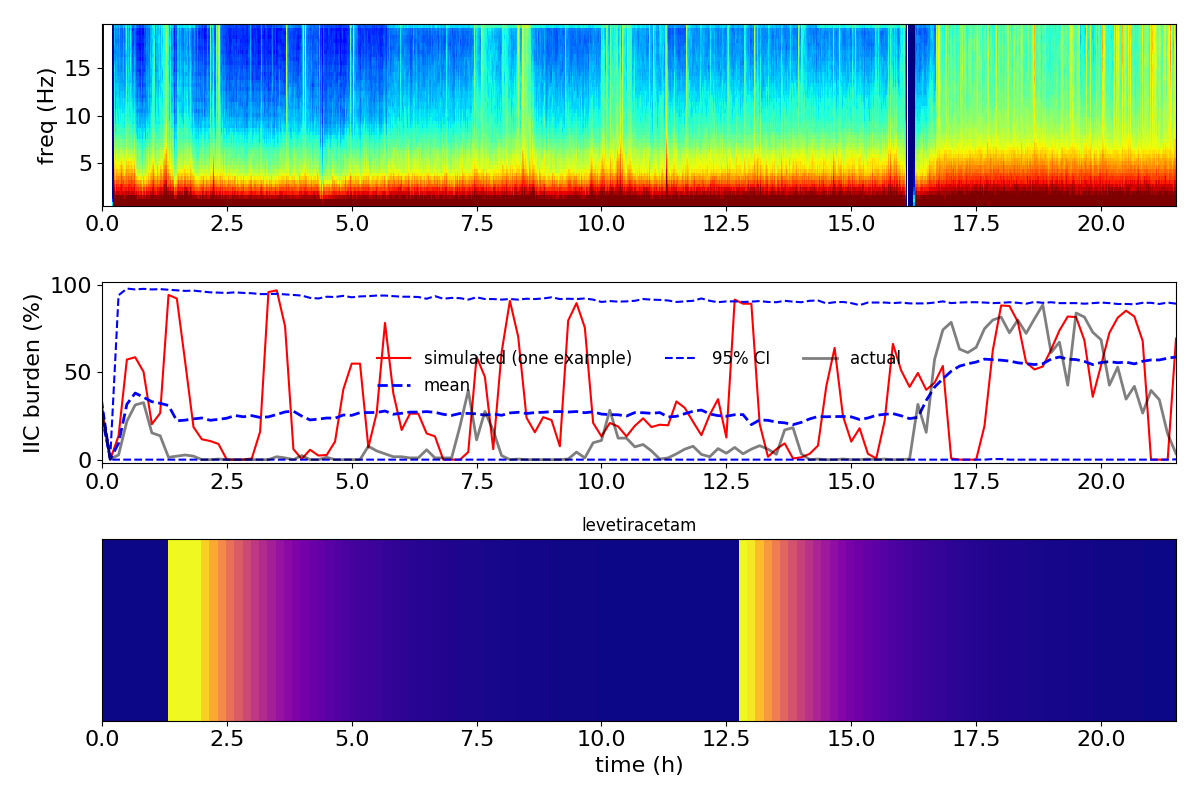 15
10
5
freq (Hz)
0.0 2.5 5.0 7.5 10.0 12.5 15.0 17.5 20.0
100
50
0
IIC burden (%)
simulated (one example) 95% CI actual
mean
0.0 2.5 5.0 7.5 10.0 12.5 15.0 17.5 20.0
levetiracetam
0.0 2.5 5.0 7.5 10.0 12.5 15.0 17.5 20.0
time (h)